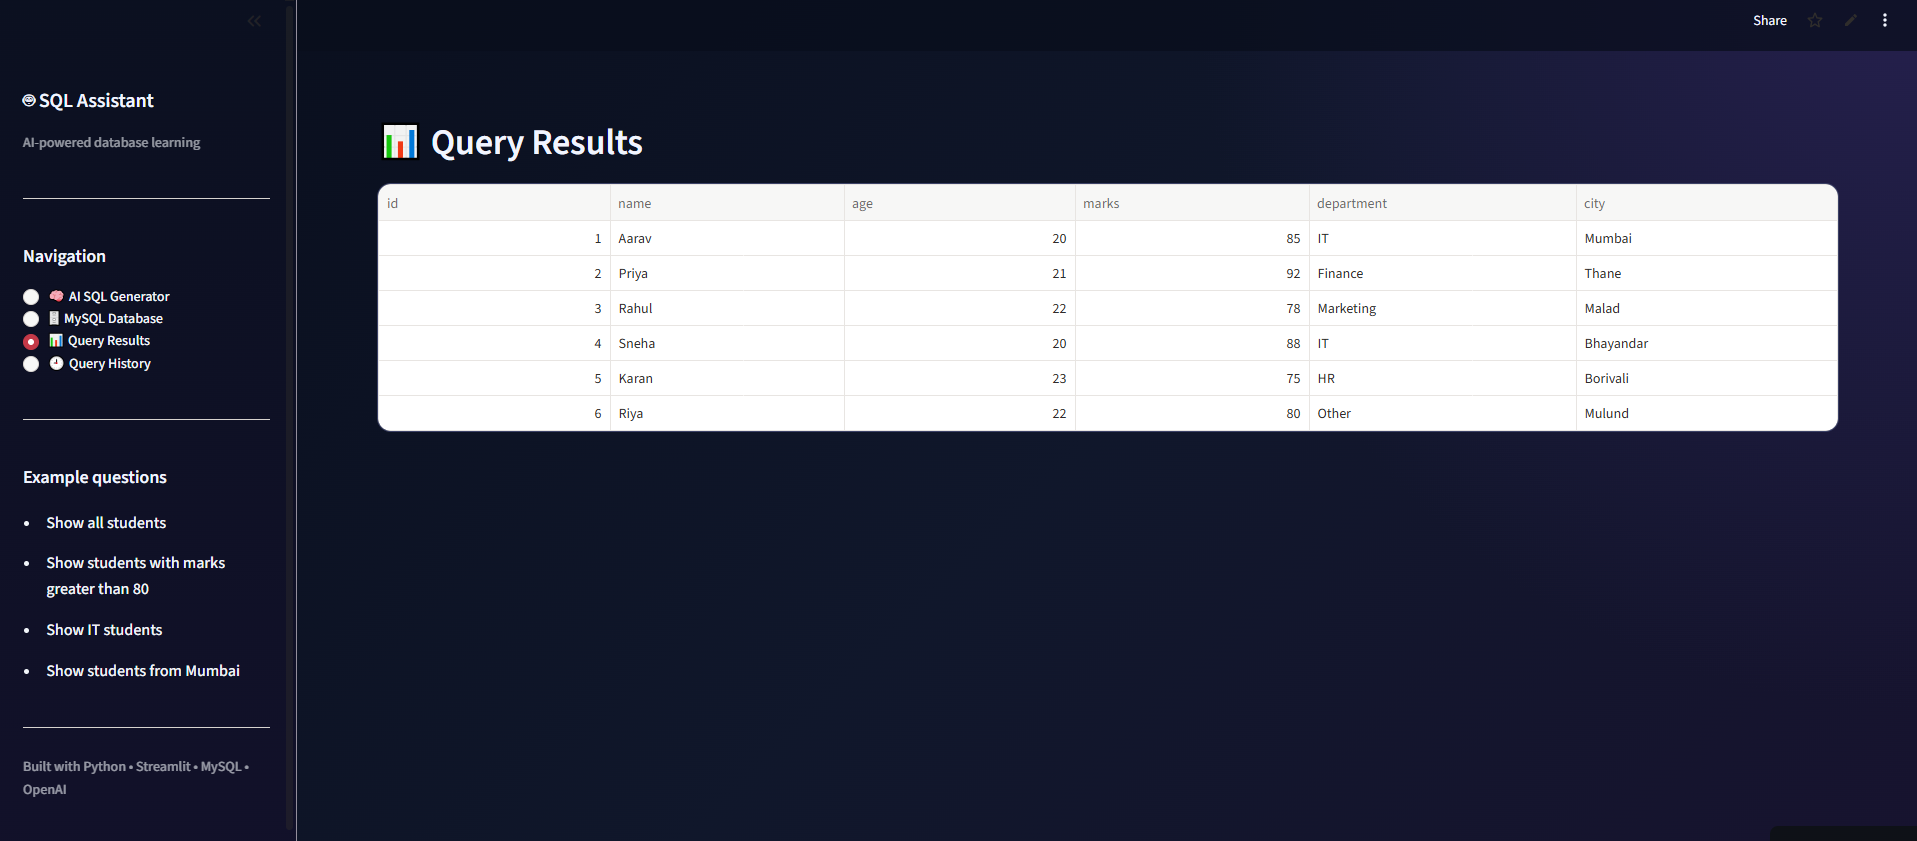 Share
SQL Assistant
AI-powered database learning
Navigation
AI SQL Generator
MySQL Database
Query Results
Query History
Example questions
• Show all students
• Show students with marks
greater than 80
• Show IT students
• Show students from Mumbai
Built with Python • Streamlit • MySQL •
OpenAI
Query Results
id name age marks department city
1 Aarav 20 85 IT Mumbai
2 Priya 21 92 Finance Thane
3 Rahul 22 78 Marketing Malad
4 Sneha 20 88 IT Bhayandar
5 Karan 23 75 HR Borivali
6 Riya 22 80 Other Mulund